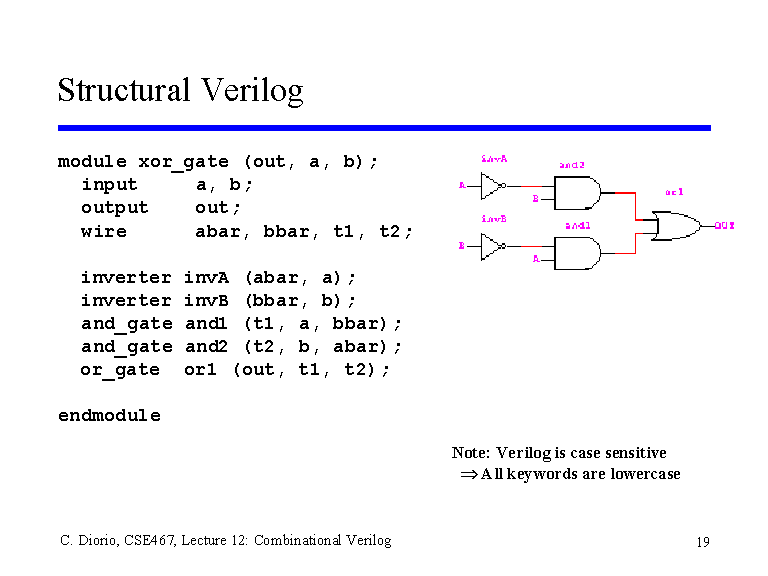 Structural Verilog
module xor_gate (out, a, b);
input a, b;
output out;
wire abar, bbar, t1, t2;
inverter invA (abar, a);
inverter invB (bbar, b);
and_gate and1 (t1, a, bbar);
and_gate and2 (t2, b, abar);
or_gate or1 (out, t1, t2);
endmodule
invA
and2
A
B
or1
invB
and1
OUT
B
A
Note: Verilog is case sensitive
⇒ All keywords are lowercase
C. Diorio, CSE467, Lecture 12: Combinational Verilog
19